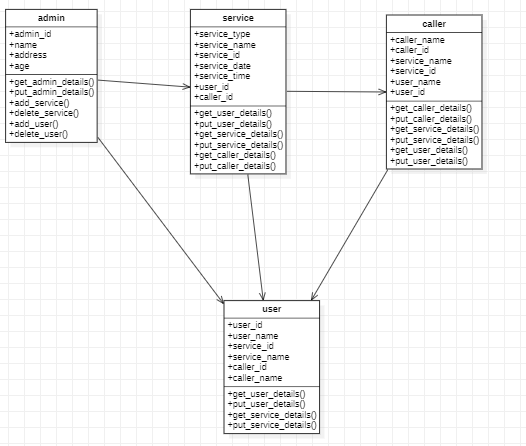 admin
+admin_id
+name
+address
+age
+get_admin_details()
+put_admin_details()
+add_service()
+delete_service()
+add_user()
+delete_user()
service
+service_type
+service_name
+service_id
+service_date
+service_time
+user_id
+caller_id
+get_user_details()
+put_user_details()
+get_service_details()
+put_service_details()
+get_caller_details()
+put_caller_details()
caller
+caller_name
+caller_id
+service_name
+service_id
+user_name
+user_id
+get_caller_details()
+put_caller_details()
+get_service_details()
+put_service_details()
+get_user_details()
+put_user_details()
user
+user_id
+user_name
+service_id
+service_name
+caller_id
+caller_name
+get_user_details()
+put_user_details()
+get_service_details()
+put_service_details()